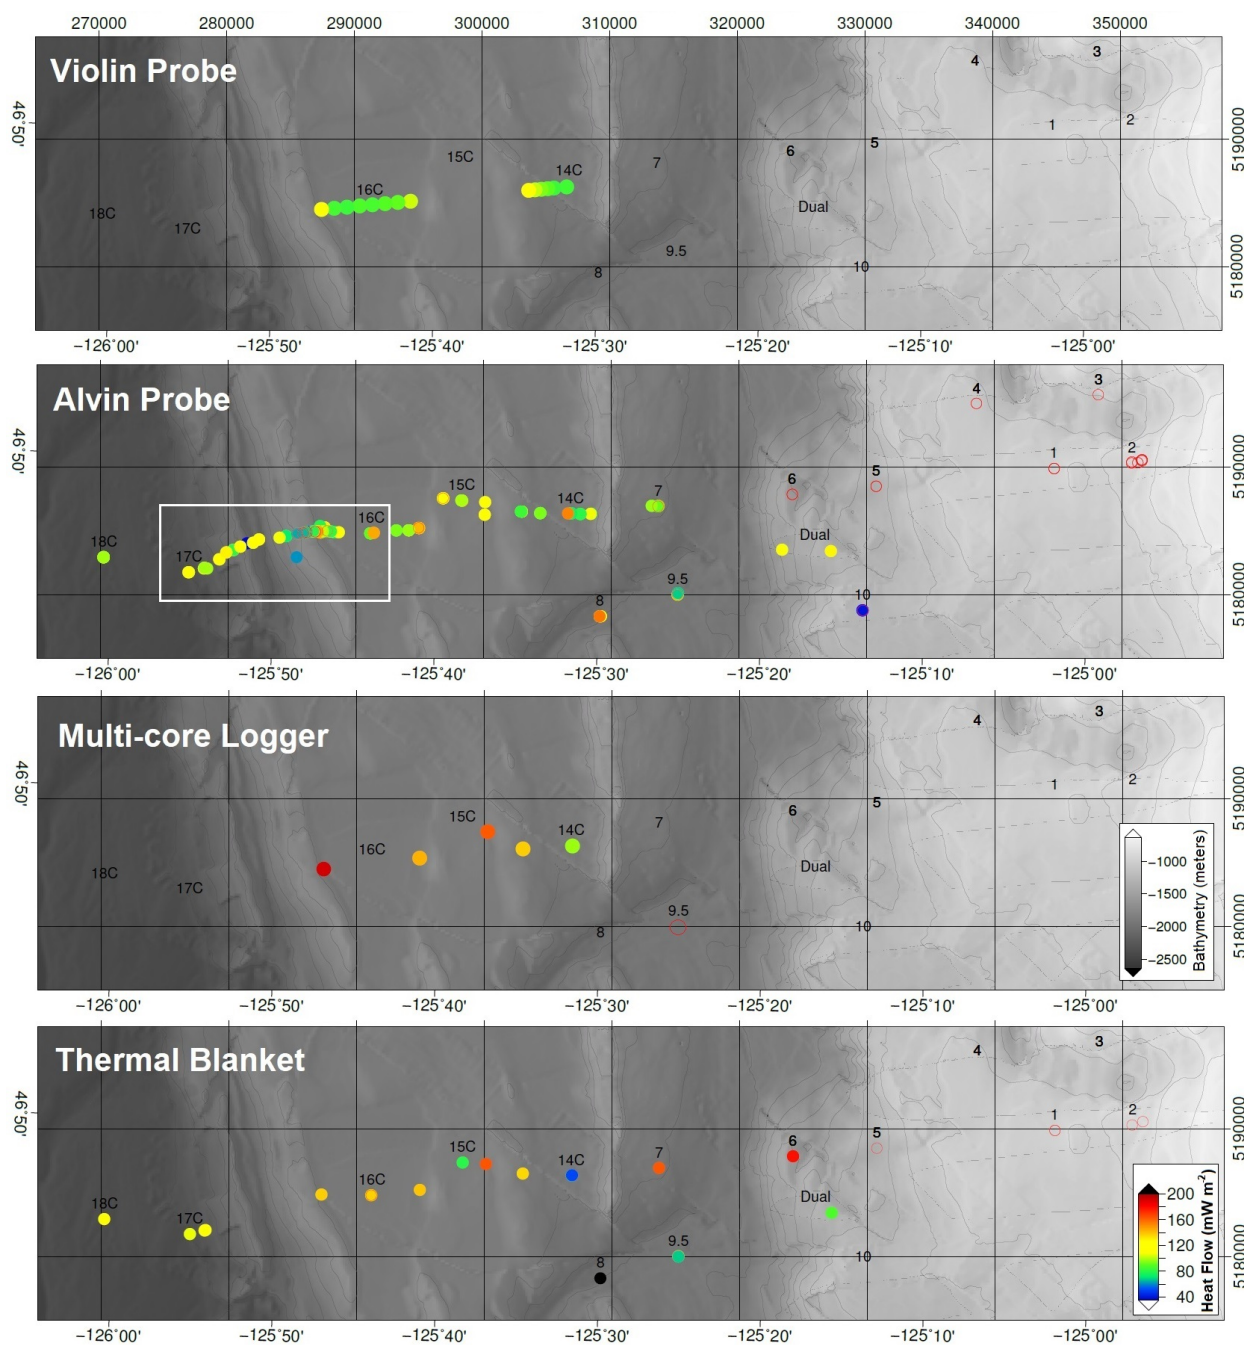 270000 280000 290000 300000 310000 320000 330000 340000 350000
Violin Probe
4 3
46°50'
1 2
5190000
15C 14C 7 6 5
16C
18C 17C Dual
9.5
8 10
5180000
−126°00' −125°50' −125°40' −125°30' −125°20' −125°10' −125°00'
Alvin Probe
4 3
46°50'
1 2
5190000
15C 14C 7 6 5
16C
18C 17C Dual
9.5
8 10
5180000
−126°00' −125°50' −125°40' −125°30' −125°20' −125°10' −125°00'
Multi-core Logger
4 3
46°50'
1 2
5190000
15C 14C 7 6 5
16C
18C 17C Dual
9.5
8 10
5180000
−1000
−1500
−2000
−2500
Bathymetry (meters)
−126°00' −125°50' −125°40' −125°30' −125°20' −125°10' −125°00'
Thermal Blanket
4 3
46°50'
1 2
5190000
15C 14C 7 6 5
16C
18C 17C Dual
9.5
8 10
5180000
200
160
120
80
40
Heat Flow (mW m⁻²)
−126°00' −125°50' −125°40' −125°30' −125°20' −125°10' −125°00'